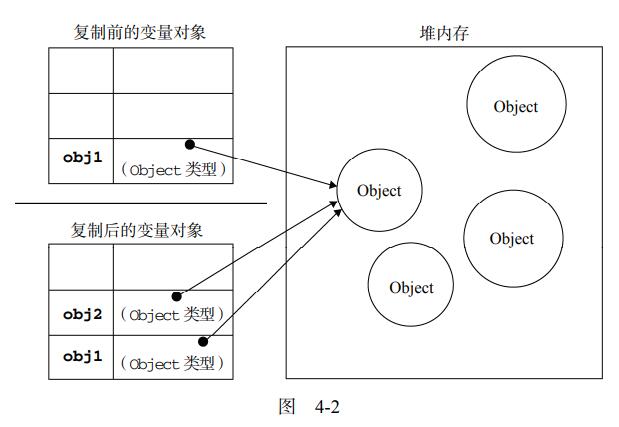 复制前的变量对象
堆内存
obj1
（Object 类型）
复制后的变量对象
obj2
（Object 类型）
obj1
（Object 类型）
Object
Object
Object
Object
图 4-2